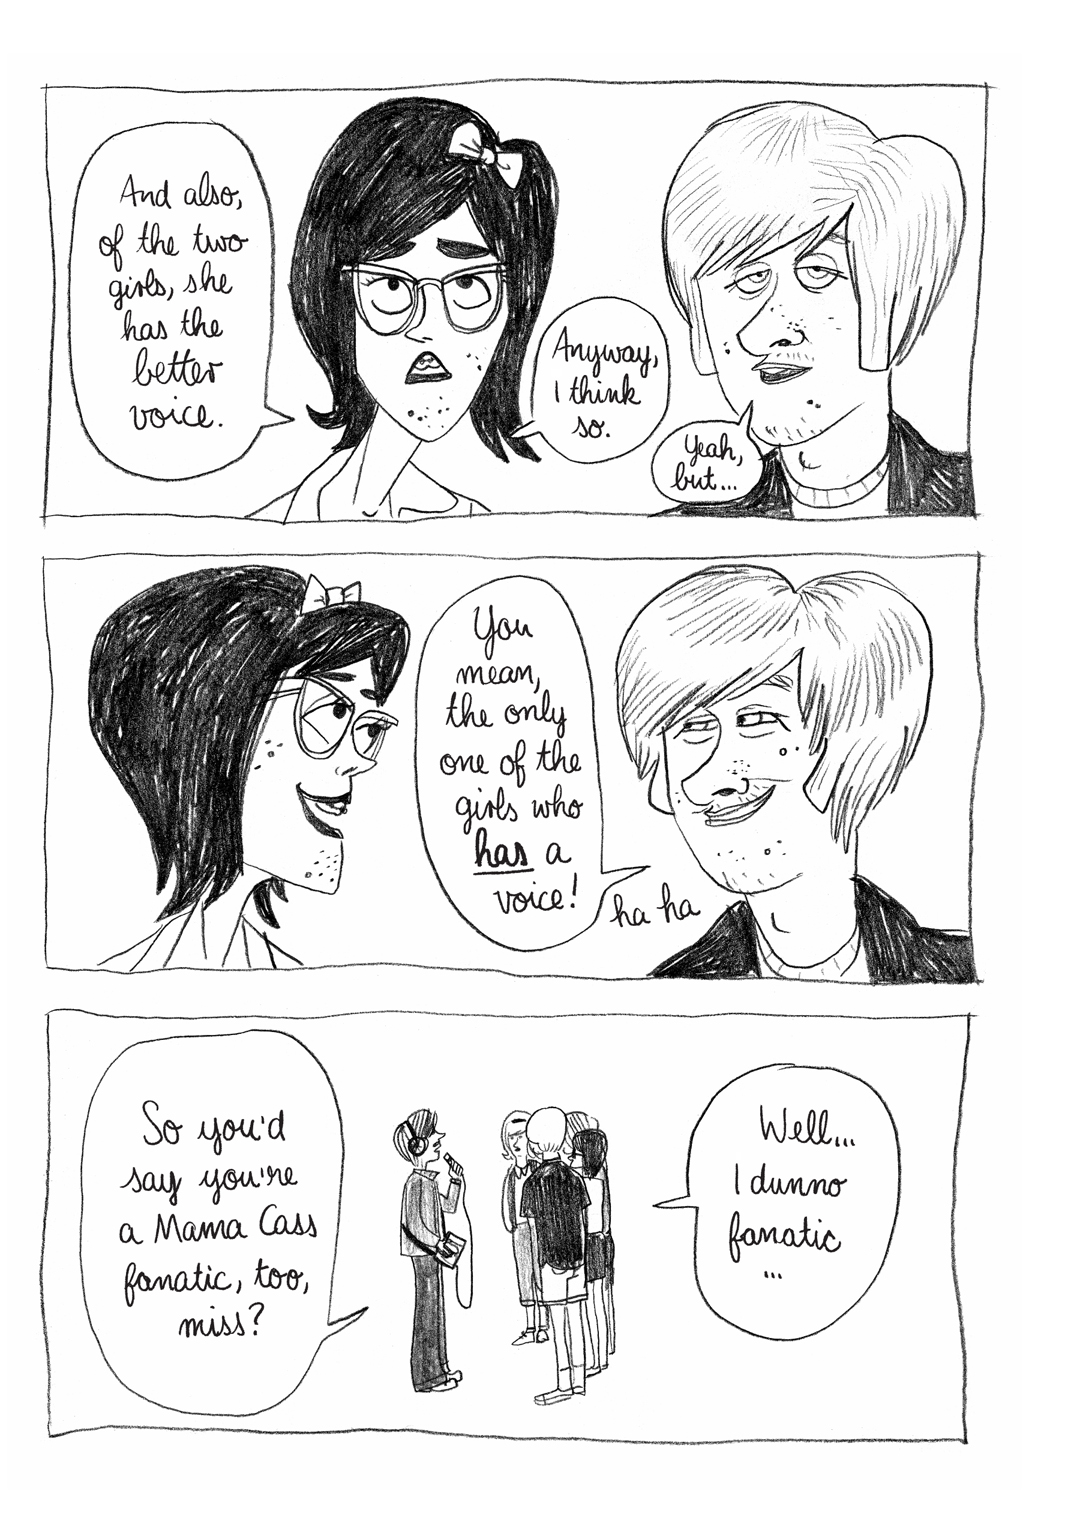 And also,
of the two
girls, she
has the
better
voice.
Anyway,
I think
so.
Yeah,
but...
You
mean,
the only
one of the
girls who
has a
voice!
ha ha
So you'd
say you're
a Mama Cass
fanatic, too,
miss?
Well...
I dunno
fanatic
...